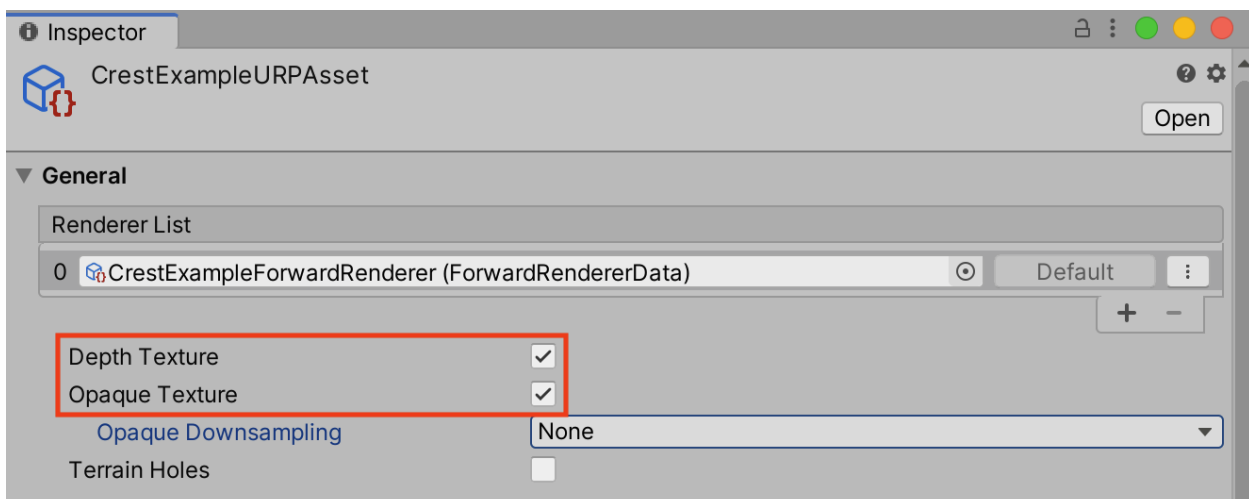 Inspector
CrestExampleURPAsset
Open
General
Renderer List
0 CrestExampleForwardRenderer (ForwardRendererData) Default
Depth Texture
Opaque Texture
Opaque Downsampling None
Terrain Holes